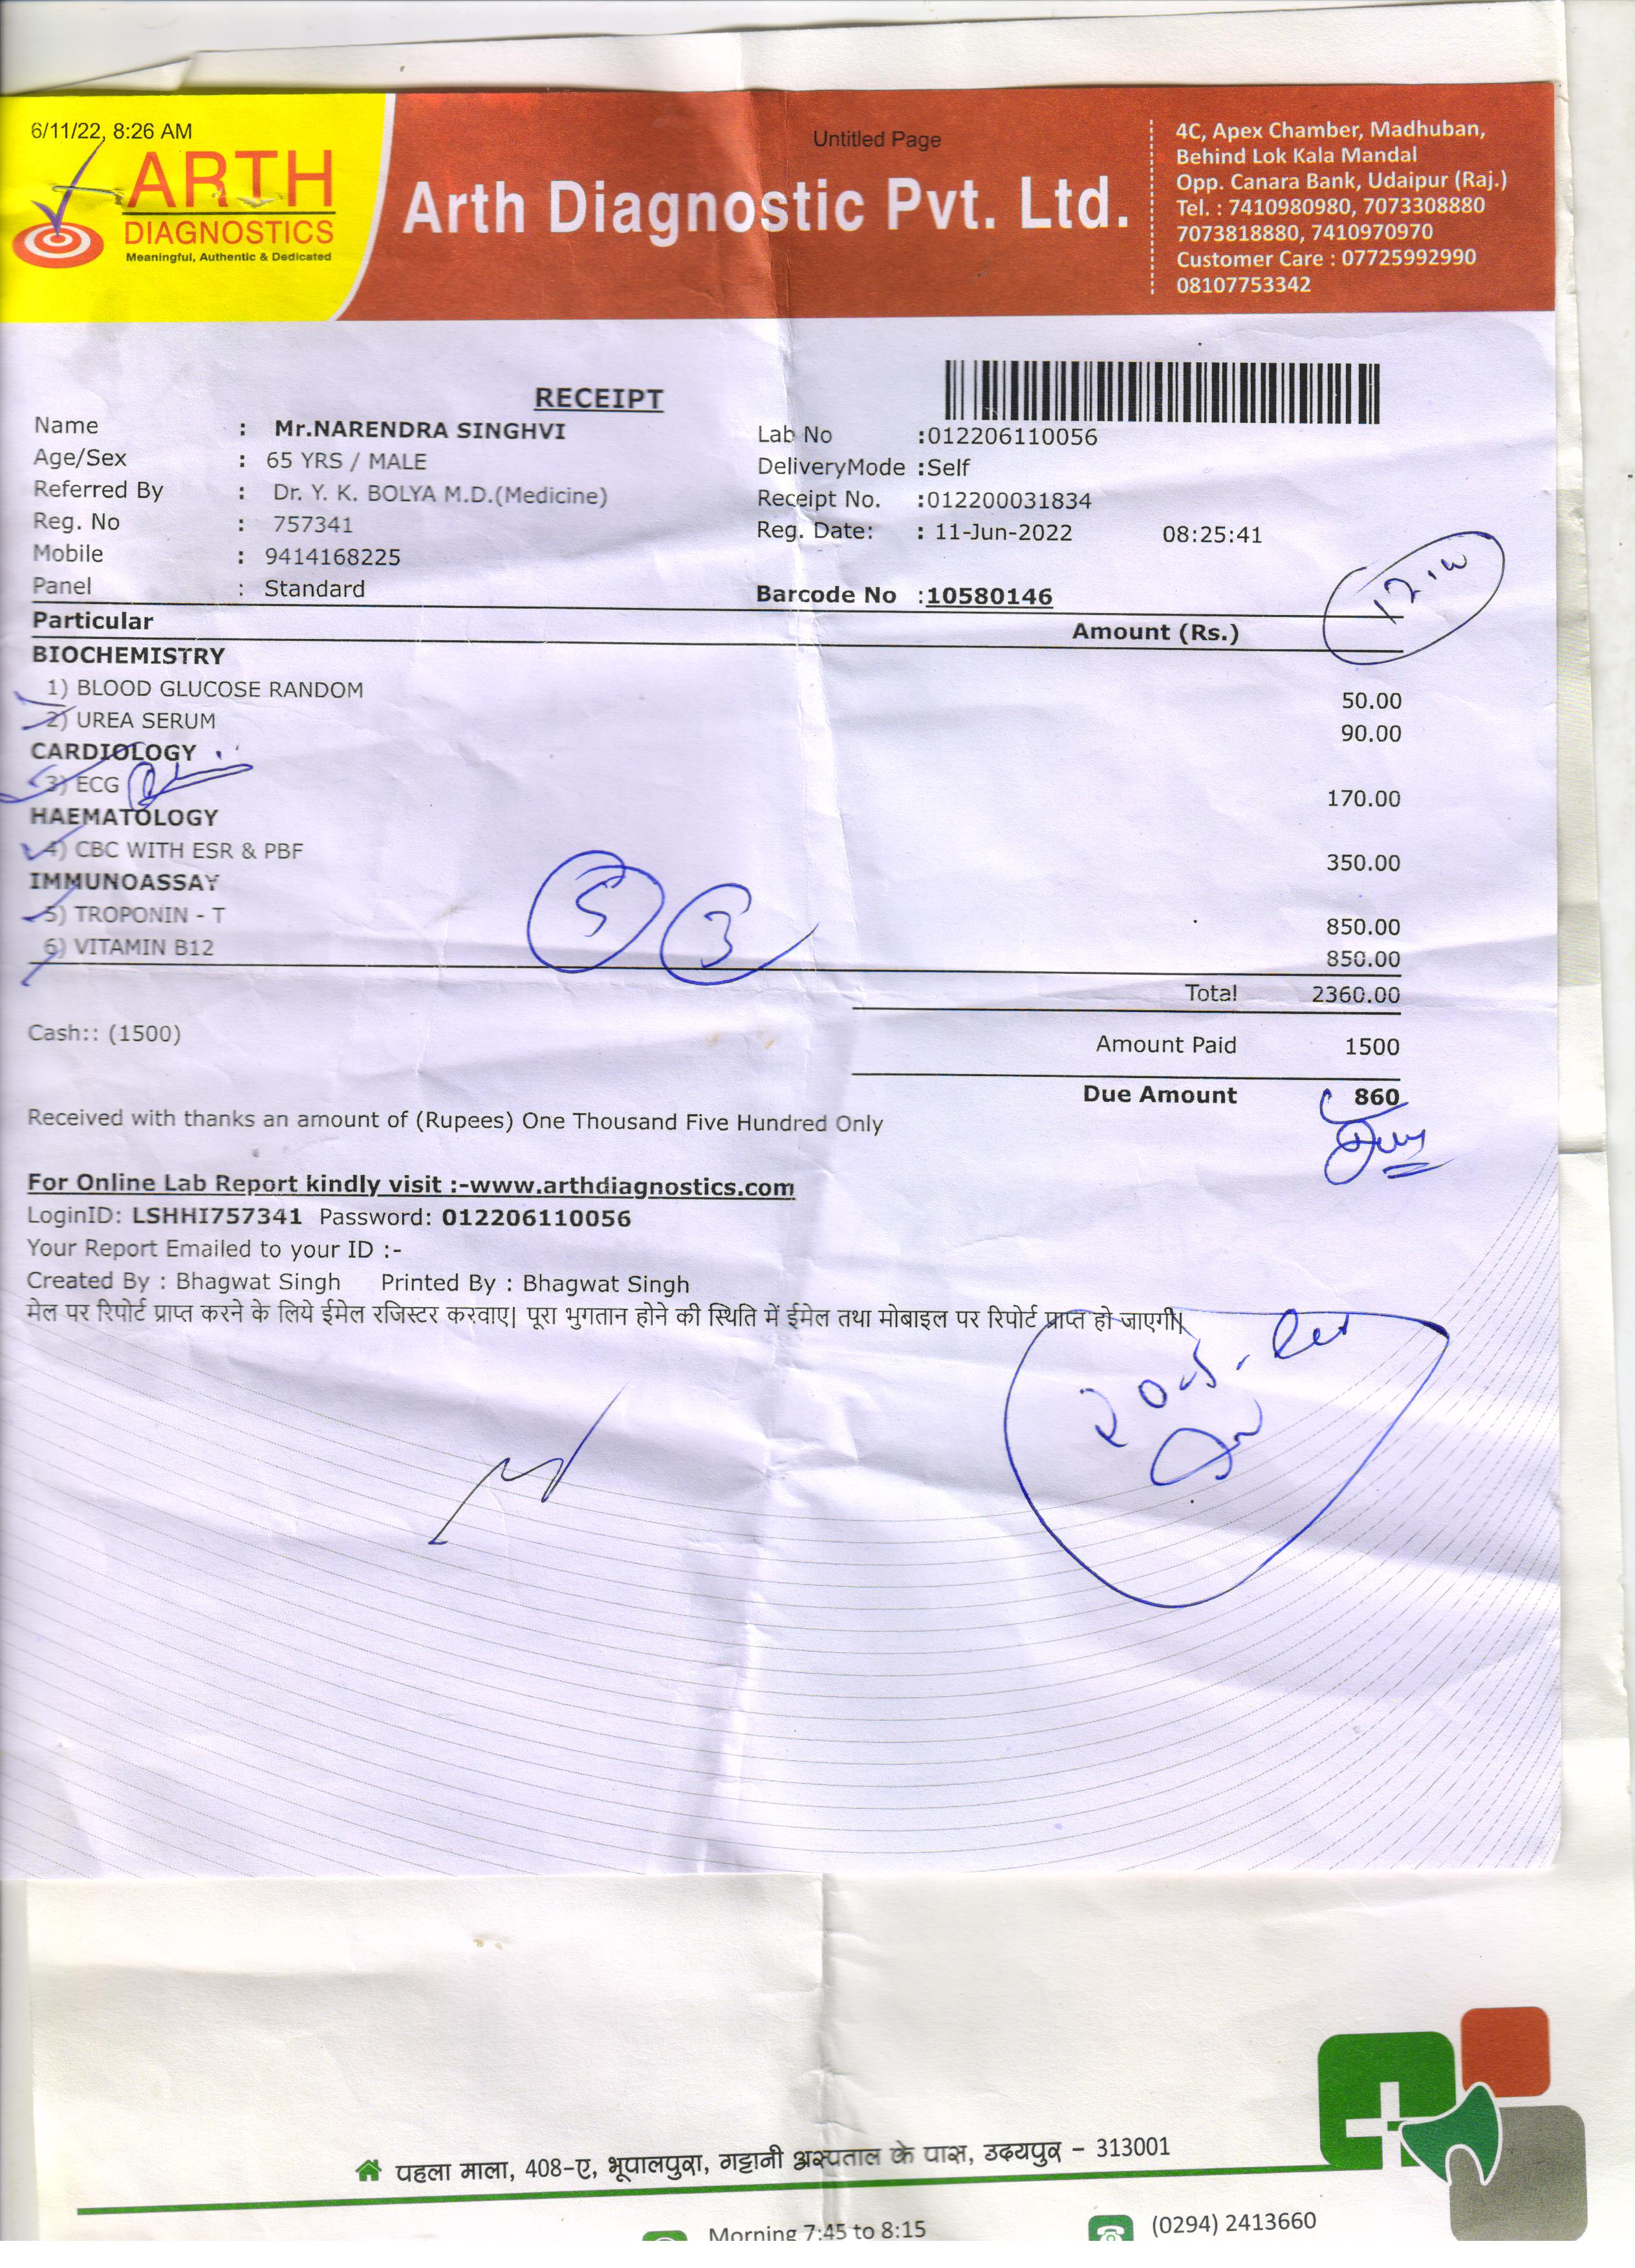 6/11/22, 8:26 AM
Untitled Page
ARTH
DIAGNOSTICS
Meaningful, Authentic & Dedicated
Arth Diagnostic Pvt. Ltd.
4C, Apex Chamber, Madhuban,
Behind Lok Kala Mandal
Opp. Canara Bank, Udaipur (Raj.)
Tel. : 7410980980, 7073308880
7073818880, 7410970970
Customer Care : 07725992990
08107753342
RECEIPT
Name : Mr.NARENDRA SINGHVI
Lab No :012206110056
Age/Sex : 65 YRS / MALE
DeliveryMode :Self
Referred By : Dr. Y. K. BOLYA M.D.(Medicine)
Receipt No. :012200031834
Reg. No : 757341
Reg. Date: : 11-Jun-2022 08:25:41
Mobile : 9414168225
Panel : Standard
Barcode No :10580146
Particular Amount (Rs.)
BIOCHEMISTRY
1) BLOOD GLUCOSE RANDOM 50.00
2) UREA SERUM 90.00
CARDIOLOGY
3) ECG 170.00
HAEMATOLOGY
4) CBC WITH ESR & PBF 350.00
IMMUNOASSAY
5) TROPONIN - T 850.00
6) VITAMIN B12 850.00
5 3
Total 2360.00
Cash:: (1500)
Amount Paid 1500
Due Amount 860
Received with thanks an amount of (Rupees) One Thousand Five Hundred Only
For Online Lab Report kindly visit :-www.arthdiagnostics.com
LoginID: LSHHI757341 Password: 012206110056
Your Report Emailed to your ID :-
Created By : Bhagwat Singh Printed By : Bhagwat Singh
मेल पर रिपोर्ट प्राप्त करने के लिये ईमेल रजिस्टर करवाए। पूरा भुगतान होने की स्थिति में ईमेल तथा मोबाइल पर रिपोर्ट प्राप्त हो जाएगी।
पहला माला, 408-ए, भूपालपुरा, गट्टानी अस्पताल के पास, उदयपुर - 313001
Morning 7:45 to 8:15
(0294) 2413660